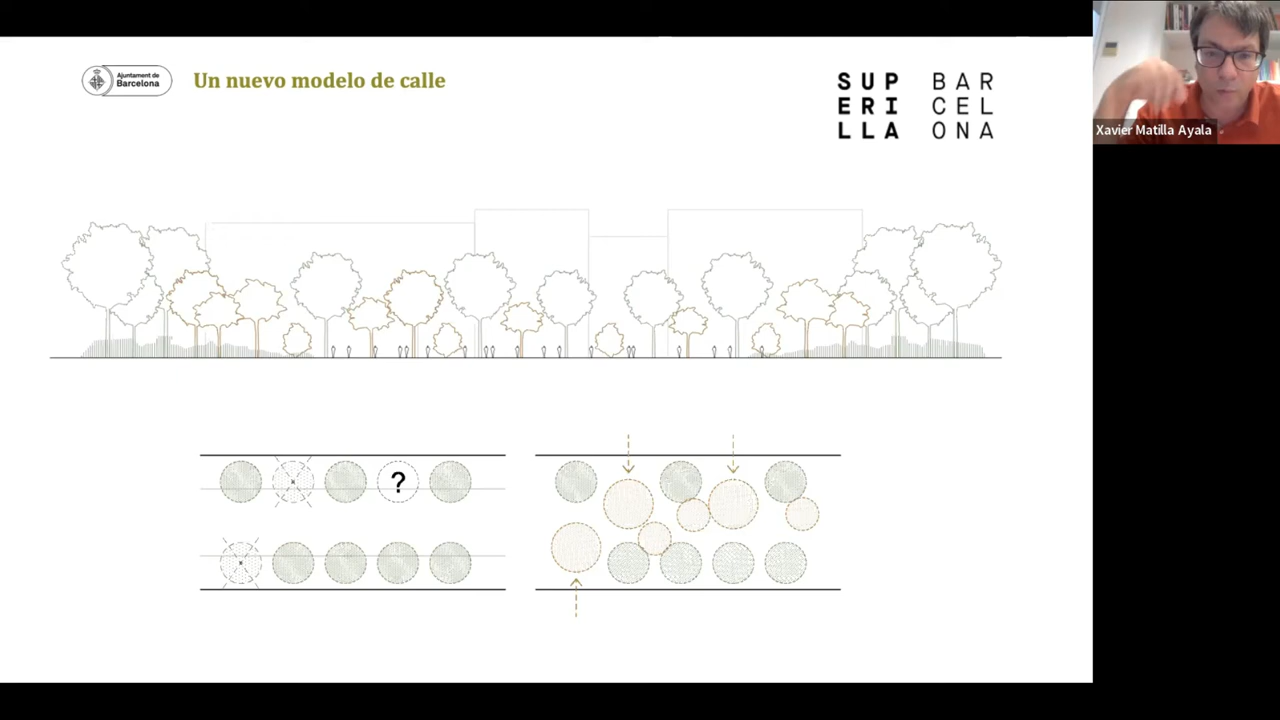 Ajuntament de
Barcelona
Un nuevo modelo de calle
SUP BAR
ERI CEL
LLA ONA
Xavier Matilla Ayala
?